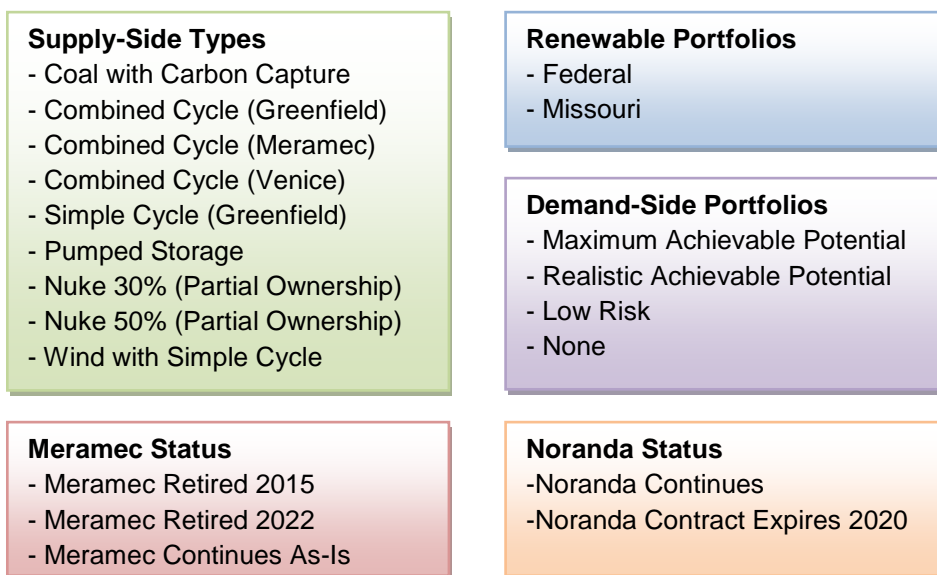 Supply-Side Types
- Coal with Carbon Capture
- Combined Cycle (Greenfield)
- Combined Cycle (Meramec)
- Combined Cycle (Venice)
- Simple Cycle (Greenfield)
- Pumped Storage
- Nuke 30% (Partial Ownership)
- Nuke 50% (Partial Ownership)
- Wind with Simple Cycle
Renewable Portfolios
- Federal
- Missouri
Demand-Side Portfolios
- Maximum Achievable Potential
- Realistic Achievable Potential
- Low Risk
- None
Meramec Status
- Meramec Retired 2015
- Meramec Retired 2022
- Meramec Continues As-Is
Noranda Status
-Noranda Continues
-Noranda Contract Expires 2020